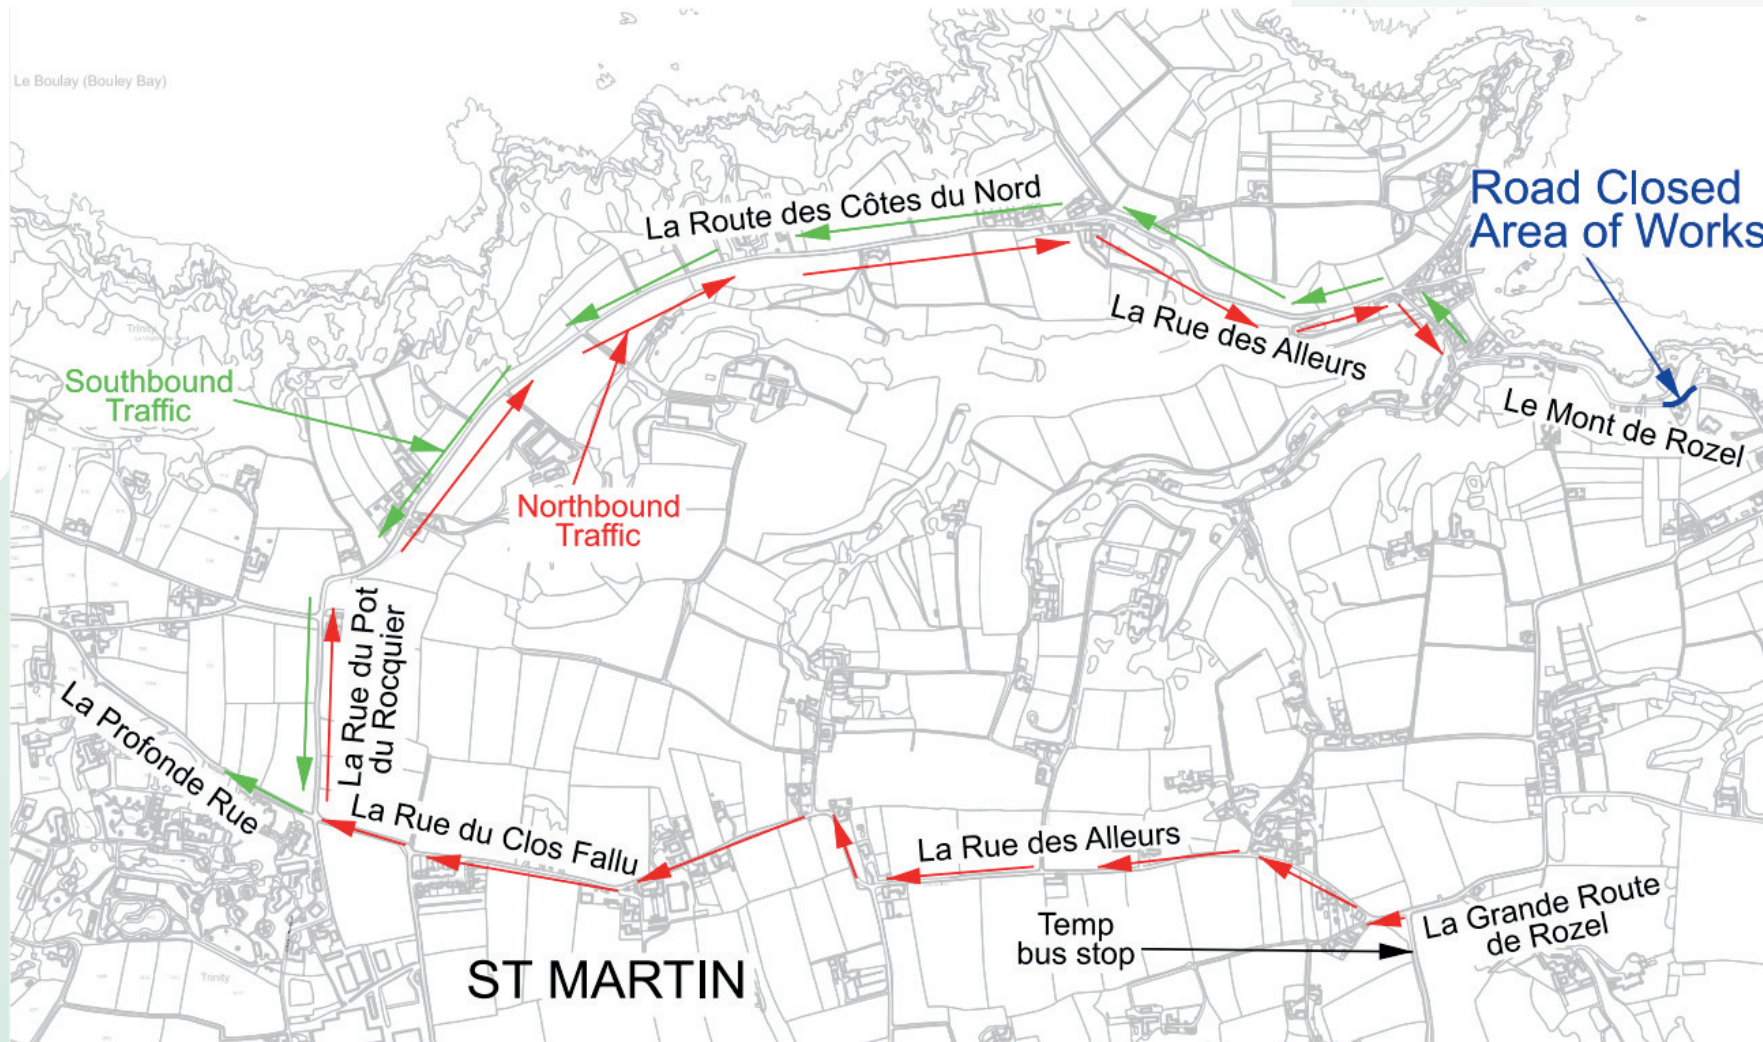 Le Boulay (Bouley Bay)
La Route des Côtes du Nord
Road Closed
Area of Works
La Rue des Alleurs
Southbound
Traffic
Trinity
Le Mont de Rozel
Northbound
Traffic
La Rue du Pot
du Rocquier
La Profonde Rue
La Rue du Clos Fallu
La Rue des Alleurs
La Grande Route
de Rozel
Temp
bus stop
ST MARTIN
Trinity